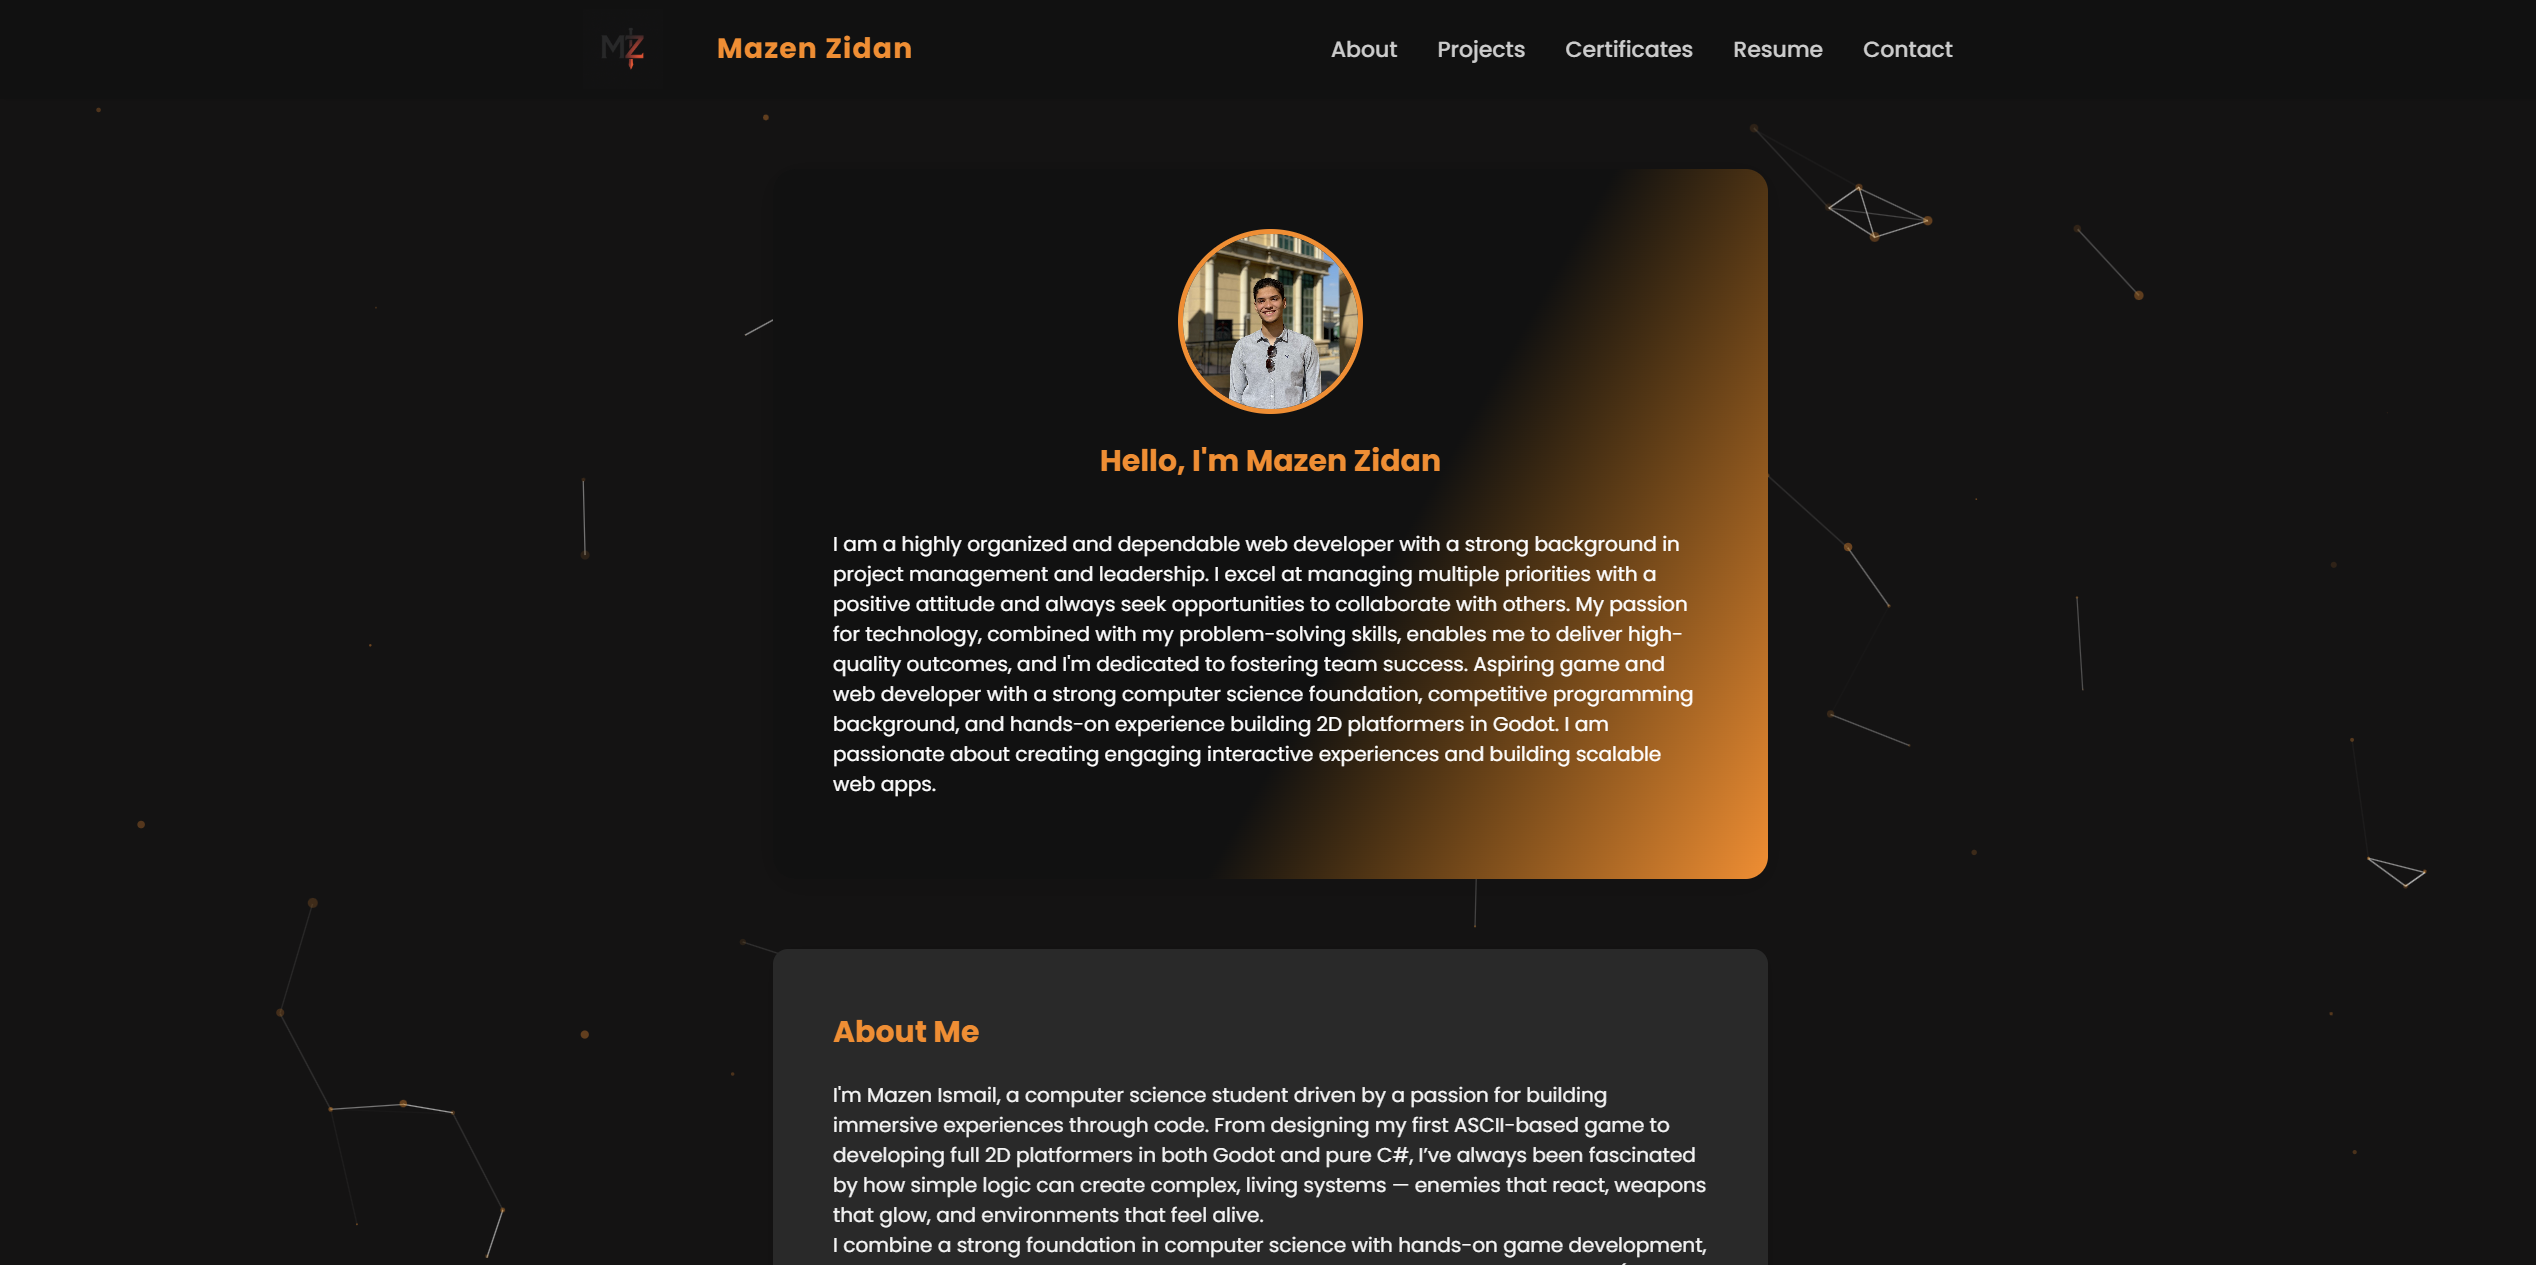 MZ
Mazen Zidan
About Projects Certificates Resume Contact
Hello, I'm Mazen Zidan
I am a highly organized and dependable web developer with a strong background in
project management and leadership. I excel at managing multiple priorities with a
positive attitude and always seek opportunities to collaborate with others. My passion
for technology, combined with my problem-solving skills, enables me to deliver high-
quality outcomes, and I'm dedicated to fostering team success. Aspiring game and
web developer with a strong computer science foundation, competitive programming
background, and hands-on experience building 2D platformers in Godot. I am
passionate about creating engaging interactive experiences and building scalable
web apps.
About Me
I'm Mazen Ismail, a computer science student driven by a passion for building
immersive experiences through code. From designing my first ASCII-based game to
developing full 2D platformers in both Godot and pure C#, I’ve always been fascinated
by how simple logic can create complex, living systems — enemies that react, weapons
that glow, and environments that feel alive.
I combine a strong foundation in computer science with hands-on game development,